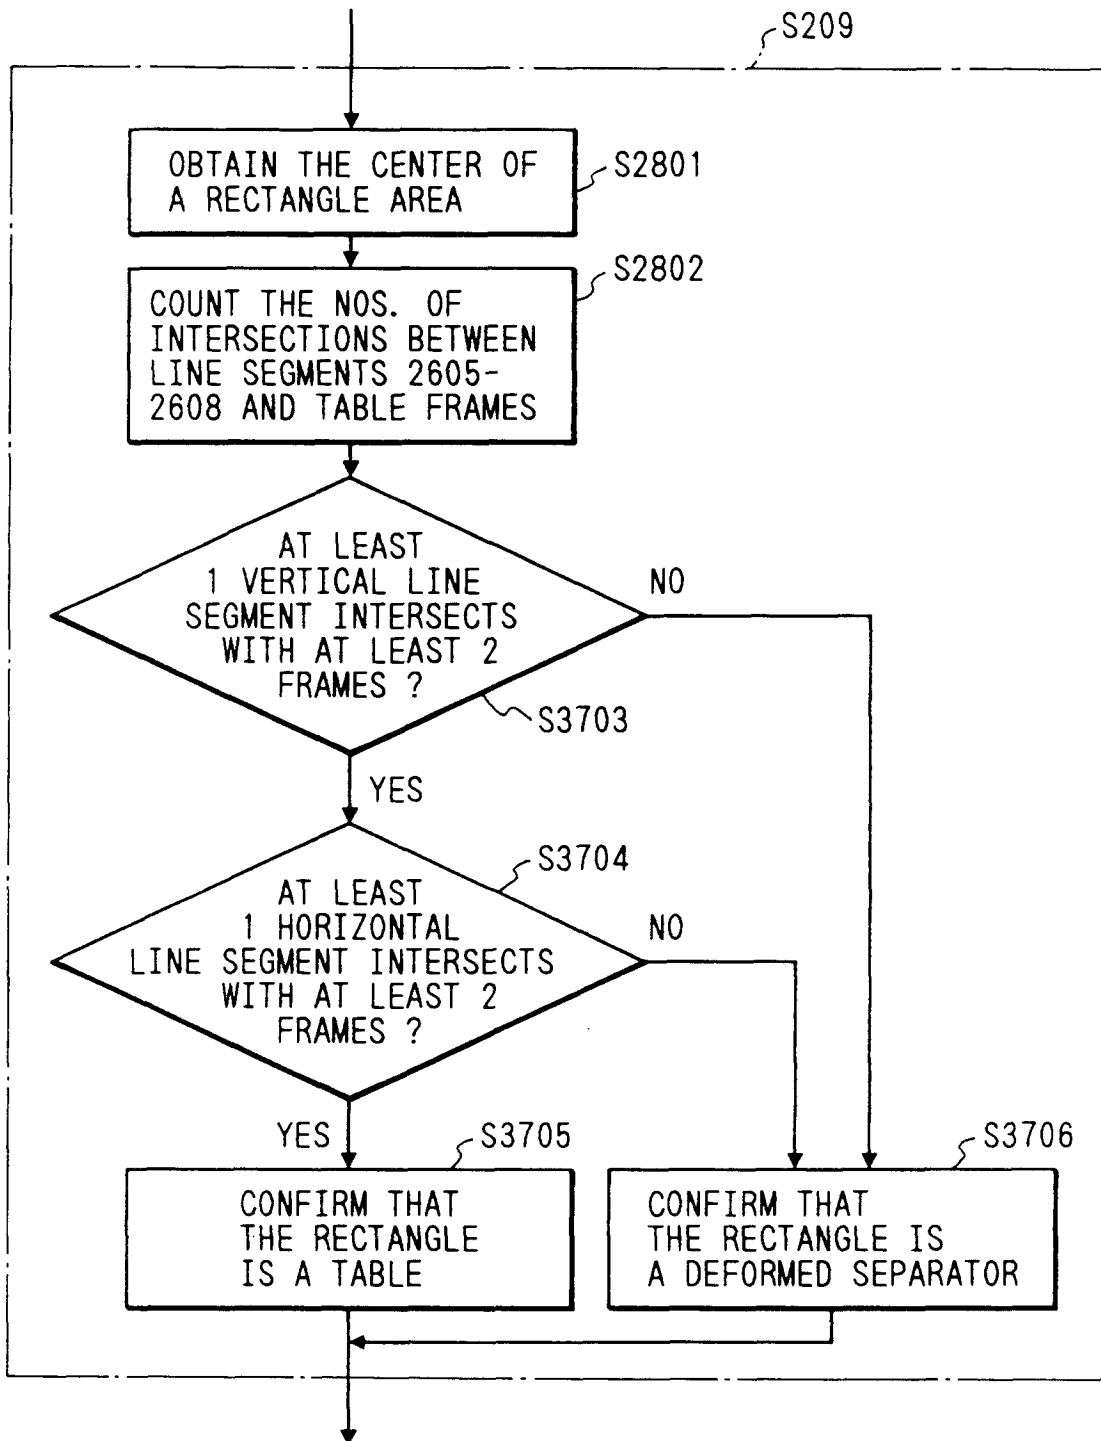 S209
OBTAIN THE CENTER OF
A RECTANGLE AREA
S2801
S2802
COUNT THE NOS. OF
INTERSECTIONS BETWEEN
LINE SEGMENTS 2605-
2608 AND TABLE FRAMES
AT LEAST
1 VERTICAL LINE
SEGMENT INTERSECTS
WITH AT LEAST 2
FRAMES ?
NO
S3703
YES
S3704
AT LEAST
1 HORIZONTAL
LINE SEGMENT INTERSECTS
WITH AT LEAST 2
FRAMES ?
NO
YES
S3705
CONFIRM THAT
THE RECTANGLE
IS A TABLE
S3706
CONFIRM THAT
THE RECTANGLE IS
A DEFORMED SEPARATOR